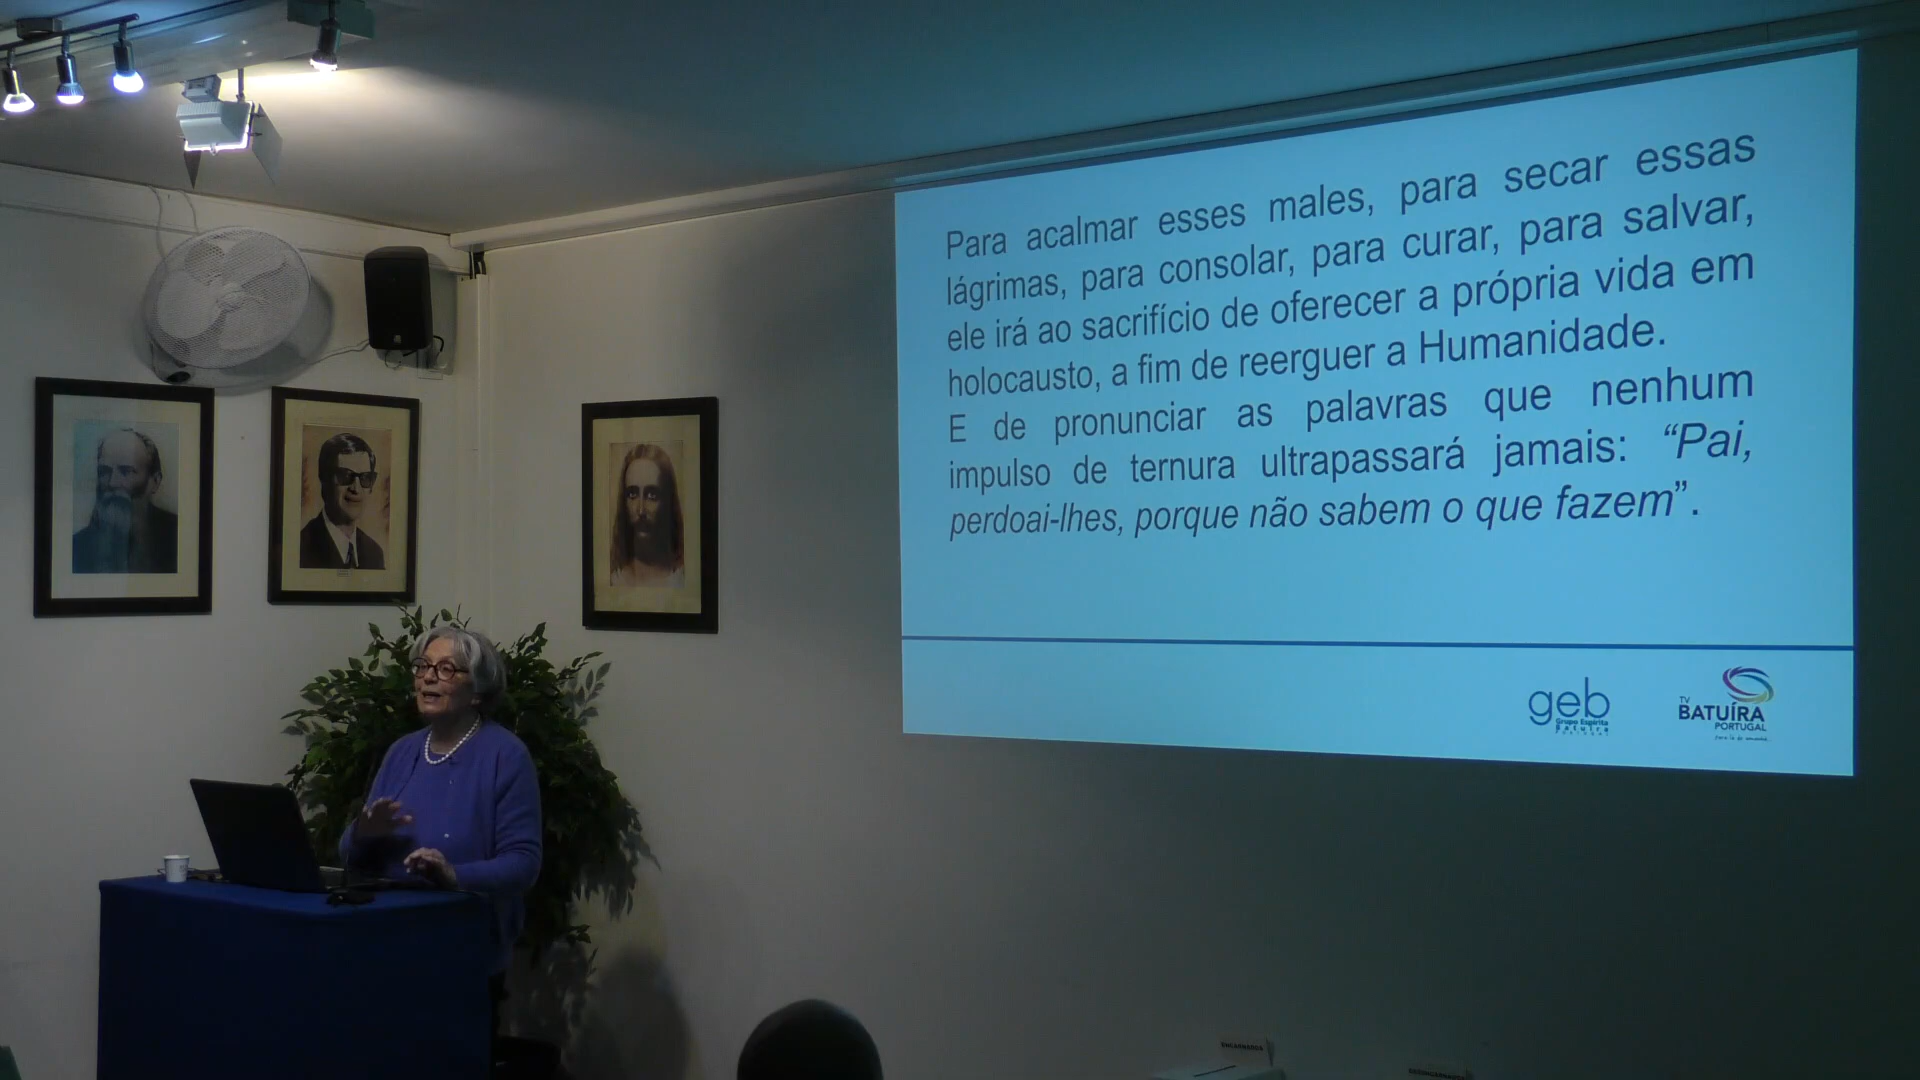 Para acalmar esses males, para secar essas
lágrimas, para consolar, para curar, para salvar,
ele irá ao sacrifício de oferecer a própria vida em
holocausto, a fim de reerguer a Humanidade.
E de pronunciar as palavras que nenhum
impulso de ternura ultrapassará jamais: “Pai,
perdoai-lhes, porque não sabem o que fazem”.
geb
Grupo Espírita
Batuíra
PORTUGAL
TV
BATUÍRA
PORTUGAL
ENCARNADOS